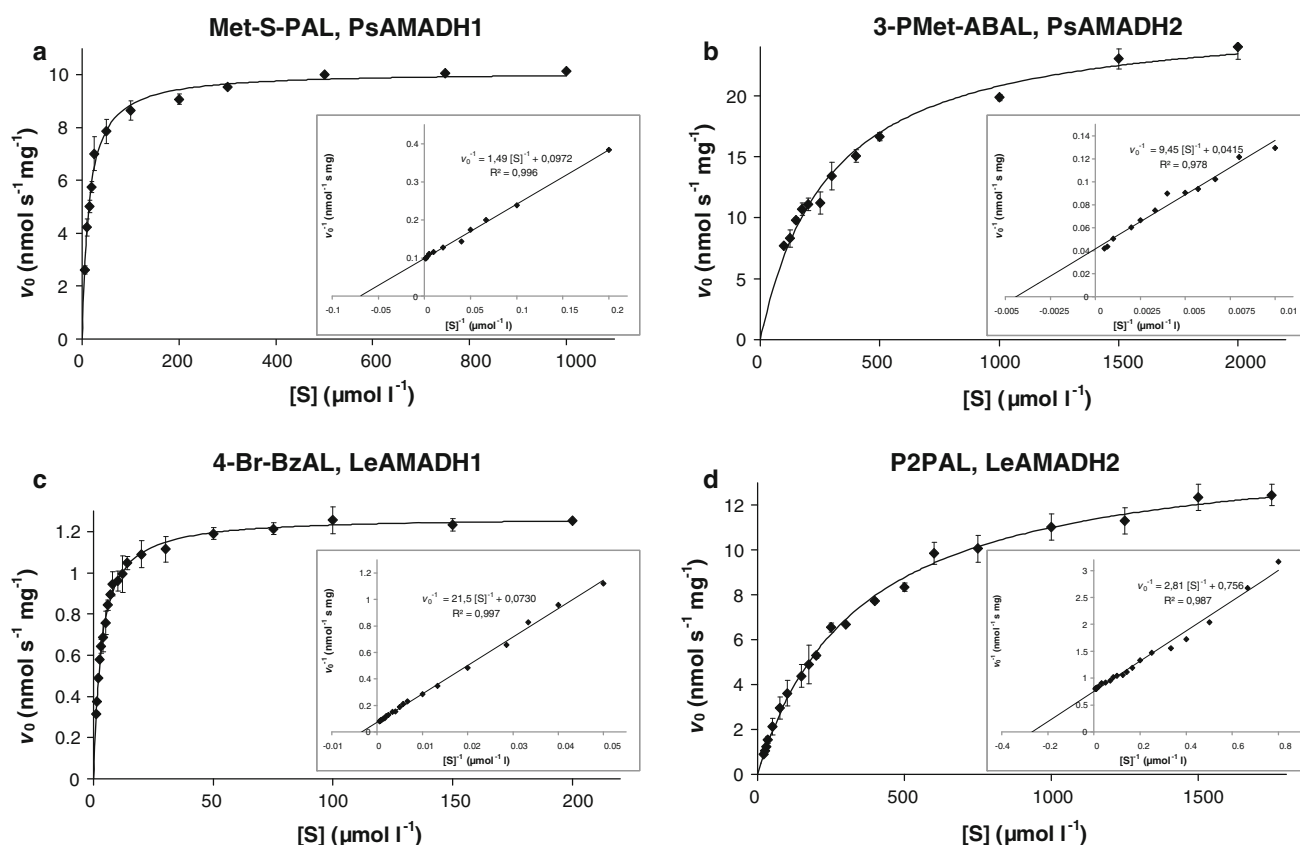 a
Met-S-PAL, PsAMADH1
v0 (nmol s-1 mg-1)
10
8
6
4
2
0
0 200 400 600 800 1000
[S] (µmol l-1)
v0-1 (nmol-1 s mg)
0.4
0.3
0.2
0.1
0
v0-1 = 1,49 [S]-1 + 0,0972
R² = 0,996
-0.1 -0.05 0 0.05 0.1 0.15 0.2
[S]-1 (µmol-1 l)
b
3-PMet-ABAL, PsAMADH2
v0 (nmol s-1 mg-1)
20
15
10
5
0
0 500 1000 1500 2000
[S] (µmol l-1)
v0-1 (nmol-1 s mg)
0.14
0.12
0.1
0.08
0.06
0.04
0.02
0
v0-1 = 9,45 [S]-1 + 0,0415
R² = 0,978
-0.005 -0.0025 0 0.0025 0.005 0.0075 0.01
[S]-1 (µmol-1 l)
c
4-Br-BzAL, LeAMADH1
v0 (nmol s-1 mg-1)
1.2
1
0.8
0.6
0.4
0.2
0
0 50 100 150 200
[S] (µmol l-1)
v0-1 (nmol-1 s mg)
1.2
1
0.8
0.6
0.4
0.2
0
v0-1 = 21,5 [S]-1 + 0,0730
R² = 0,997
-0.01 0 0.01 0.02 0.03 0.04 0.05
[S]-1 (µmol-1 l)
d
P2PAL, LeAMADH2
v0 (nmol s-1 mg-1)
12
10
8
6
4
2
0
0 500 1000 1500
[S] (µmol l-1)
v0-1 (nmol-1 s mg)
3
2.5
2
1.5
1
0.5
0
v0-1 = 2,81 [S]-1 + 0,756
R² = 0,987
-0.4 -0.2 0 0.2 0.4 0.6 0.8
[S]-1 (µmol-1 l)